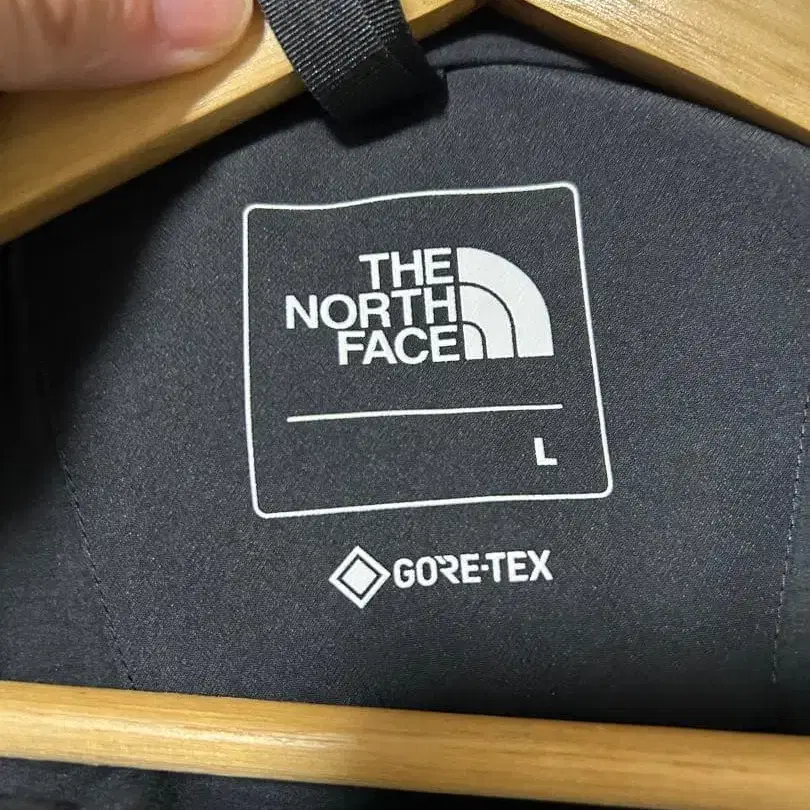 THE
NORTH
FACE
L
GORE-TEX